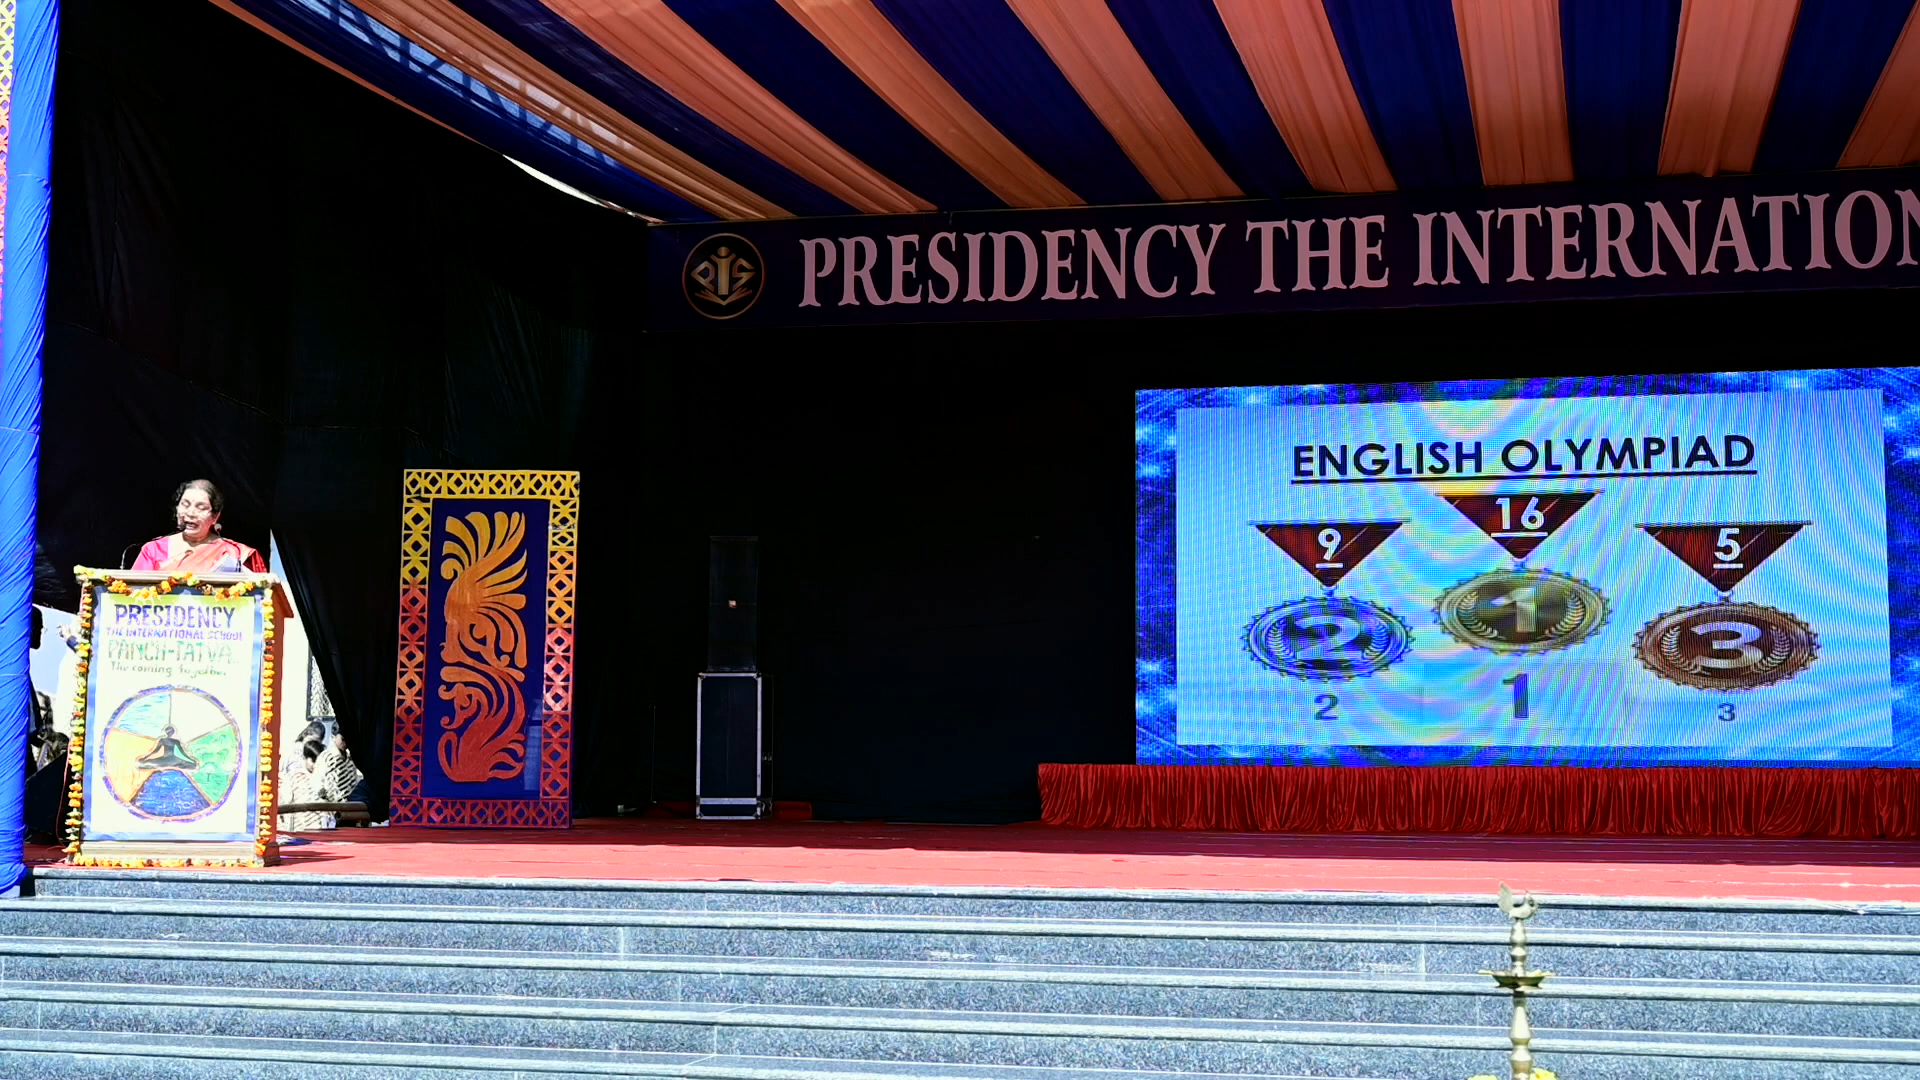 PIS
PRESIDENCY THE INTERNATION
ENGLISH OLYMPIAD
9
16
5
2
1
3
2
1
3
PRESIDENCY
THE INTERNATIONAL SCHOOL
PANCH-TATVA
The coming Together